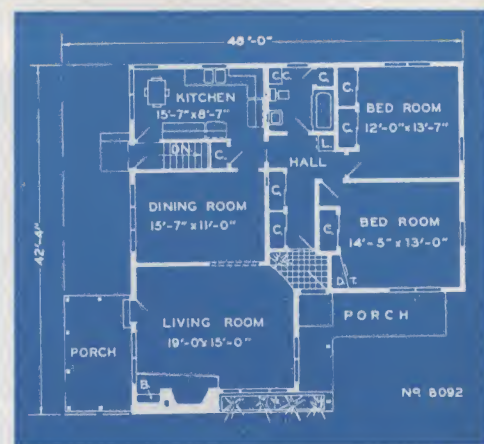 48'-0"
C. C. C. C.
KITCHEN
15'-7" x 8'-7"
BED ROOM
12'-0" x 13'-7"
C.
L.
DN.
C.
HALL
42'-4"
DINING ROOM
15'-7" x 11'-0"
C.
C.
C.
BED ROOM
14'-5" x 13'-0"
D. T.
LIVING ROOM
19'-0" x 15'-0"
PORCH
PORCH
B.
Nº 8092